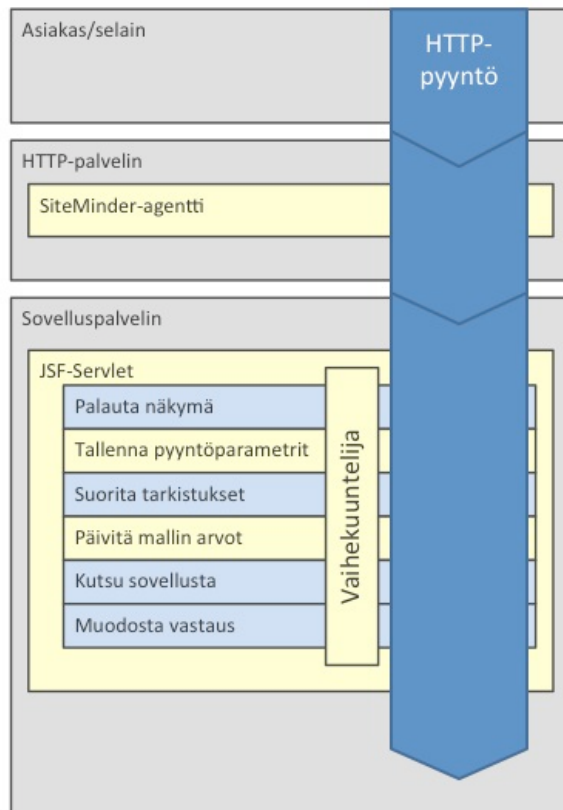 Asiakas/selain
HTTP-
pyyntö
HTTP-palvelin
SiteMinder-agentti
Sovelluspalvelin
JSF-Servlet
Palauta näkymä
Tallenna pyyntöparametrit
Suorita tarkistukset
Päivitä mallin arvot
Kutsu sovellusta
Muodosta vastaus
Vaihekuuntelija